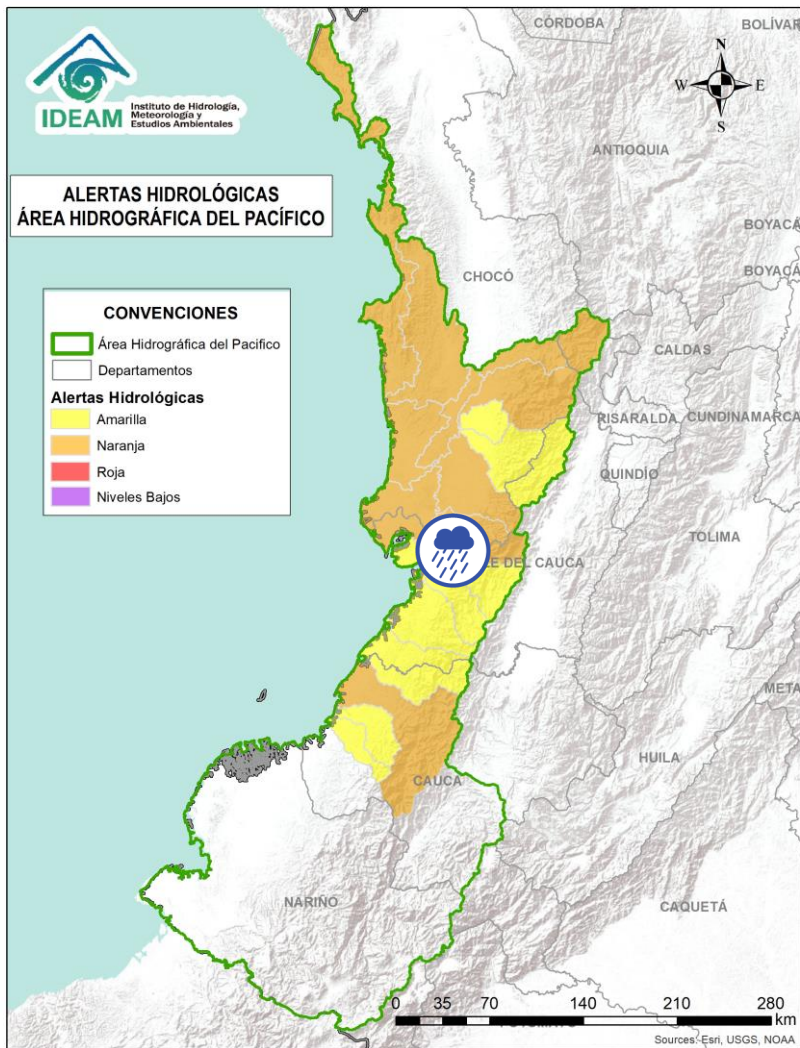 CÓRDOBA
BOLÍVAR
N
W E
S
IDEAM
Instituto de Hidrología,
Meteorología y
Estudios Ambientales
ANTIOQUIA
ALERTAS HIDROLÓGICAS
ÁREA HIDROGRÁFICA DEL PACÍFICO
BOYACÁ
BOYACÁ
CHOCÓ
CONVENCIONES
Área Hidrográfica del Pacifico
Departamentos
Alertas Hidrológicas
Amarilla
Naranja
Roja
Niveles Bajos
CALDAS
RISARALDA
CUNDINAMARCA
QUINDÍO
TOLIMA
DEL CAUCA
META
HUILA
CAUCA
NARIÑO
CAQUETÁ
0 35 70 140 210 280
km
Sources: Esri, USGS, NOAA